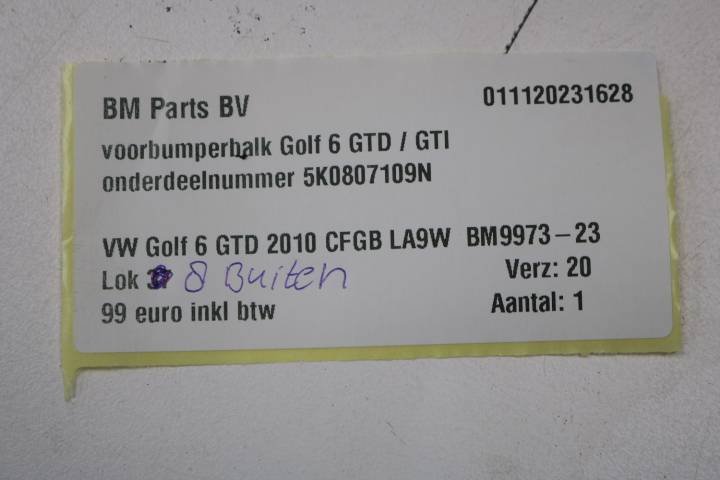 BM Parts BV 011120231628
voorbumperbalk Golf 6 GTD / GTI
onderdeelnummer 5K0807109N
VW Golf 6 GTD 2010 CFGB LA9W BM9973-23
Lok 8 Buiten Verz: 20
99 euro inkl btw Aantal: 1